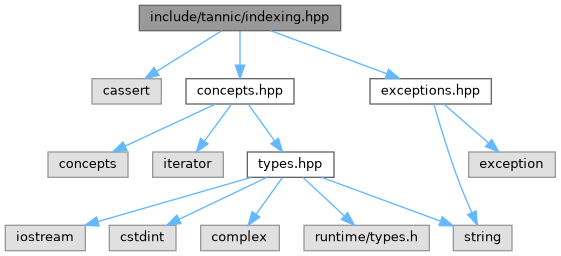 include/tannic/indexing.hpp
cassert
concepts.hpp
exceptions.hpp
concepts
iterator
types.hpp
exception
iostream
cstdint
complex
runtime/types.h
string